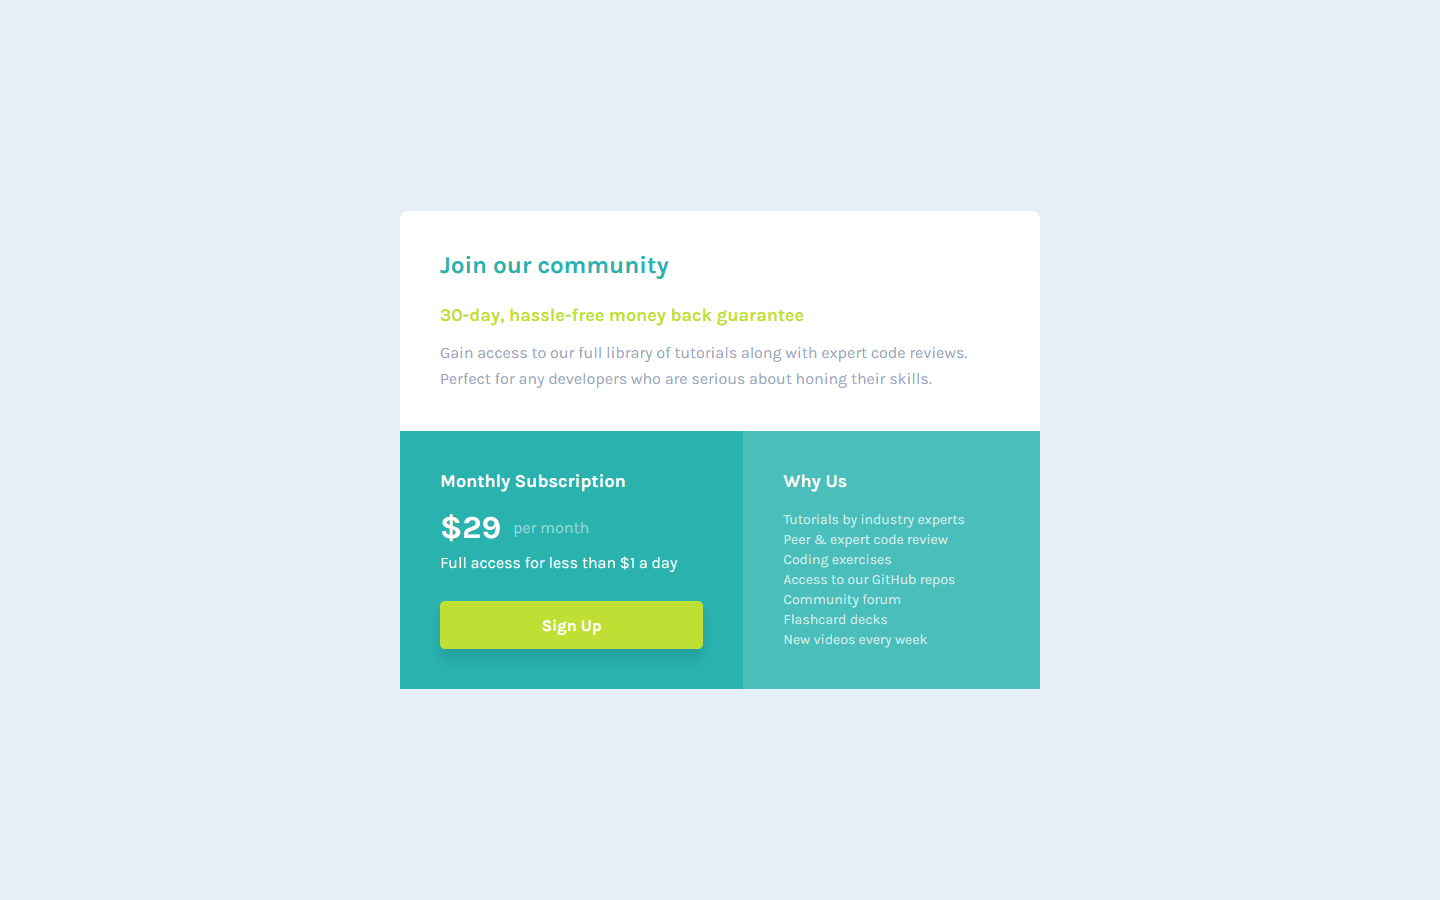 Join our community
30-day, hassle-free money back guarantee
Gain access to our full library of tutorials along with expert code reviews.
Perfect for any developers who are serious about honing their skills.
Monthly Subscription
$29 per month
Full access for less than $1 a day
Sign Up
Why Us
Tutorials by industry experts
Peer & expert code review
Coding exercises
Access to our GitHub repos
Community forum
Flashcard decks
New videos every week